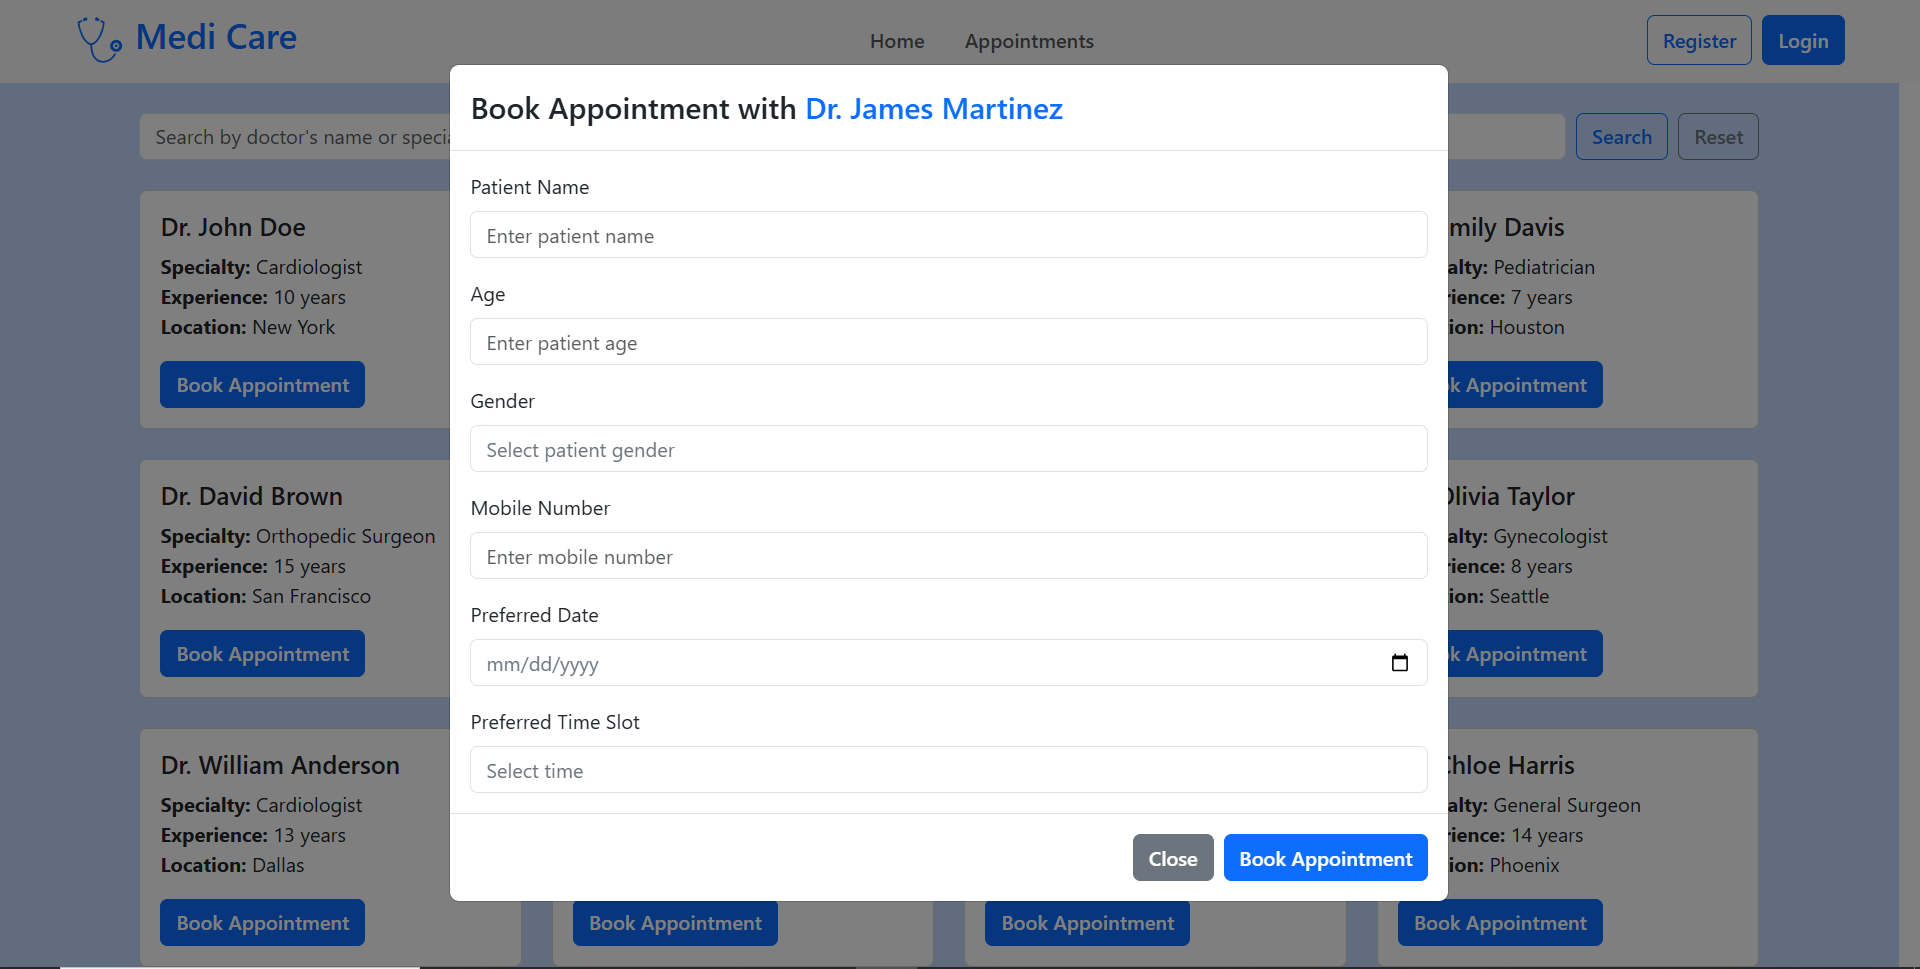 Medi Care
Home
Appointments
Register
Login
Search by doctor's name or speci
Search
Reset
Book Appointment with Dr. James Martinez
Patient Name
Enter patient name
Age
Enter patient age
Gender
Select patient gender
Mobile Number
Enter mobile number
Preferred Date
mm/dd/yyyy
Preferred Time Slot
Select time
Close
Book Appointment
Dr. John Doe
Specialty: Cardiologist
Experience: 10 years
Location: New York
Book Appointment
mily Davis
alty: Pediatrician
ience: 7 years
ion: Houston
k Appointment
Dr. David Brown
Specialty: Orthopedic Surgeon
Experience: 15 years
Location: San Francisco
Book Appointment
Olivia Taylor
alty: Gynecologist
ience: 8 years
ion: Seattle
k Appointment
Dr. William Anderson
Specialty: Cardiologist
Experience: 13 years
Location: Dallas
Book Appointment
Book Appointment
Book Appointment
Chloe Harris
alty: General Surgeon
ience: 14 years
ion: Phoenix
Book Appointment